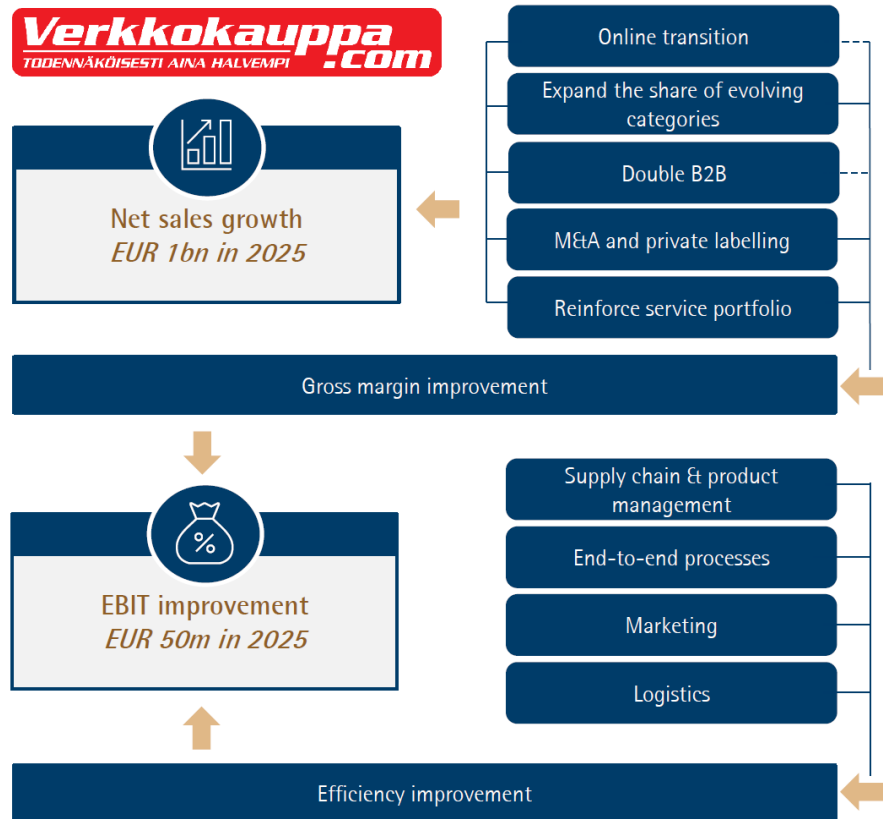 Verkkokauppa
.com
TODENNÄKÖISESTI AINA HALVEMPI
Online transition
Expand the share of evolving
categories
Double B2B
M&A and private labelling
Reinforce service portfolio
Net sales growth
EUR 1bn in 2025
Gross margin improvement
Supply chain & product
management
End-to-end processes
Marketing
Logistics
%
EBIT improvement
EUR 50m in 2025
Efficiency improvement